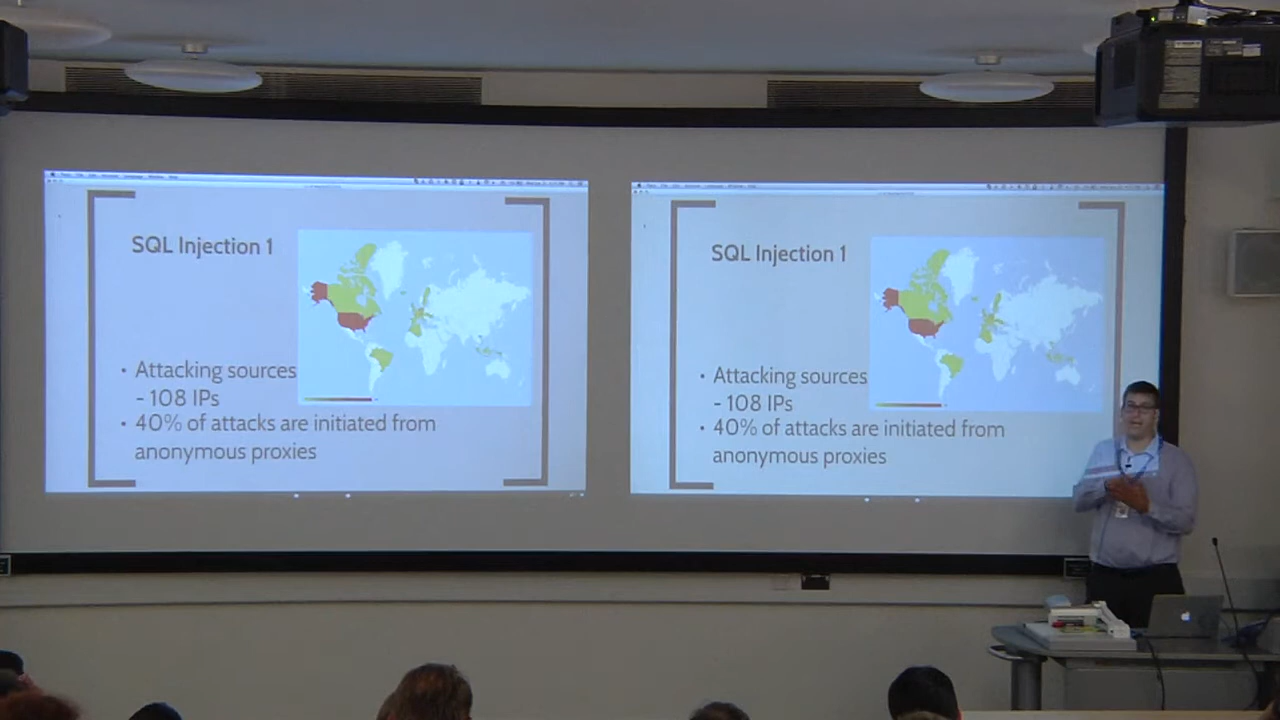 SQL Injection 1
• Attacking sources
- 108 IPs
• 40% of attacks are initiated from
anonymous proxies
SQL Injection 1
• Attacking sources
- 108 IPs
• 40% of attacks are initiated from
anonymous proxies